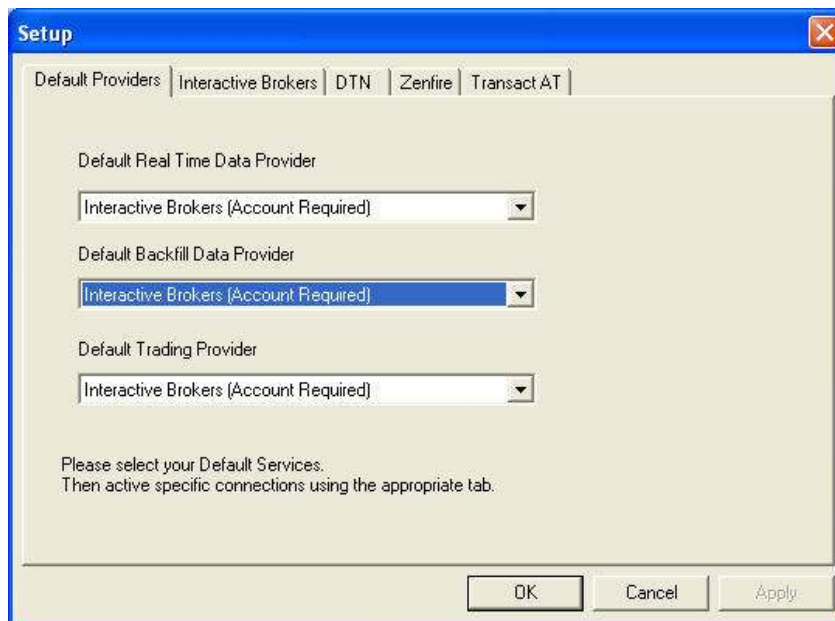 Setup
Default Providers Interactive Brokers DTN Zenfire Transact AT
Default Real Time Data Provider
Interactive Brokers (Account Required)
Default Backfill Data Provider
Interactive Brokers (Account Required)
Default Trading Provider
Interactive Brokers (Account Required)
Please select your Default Services.
Then active specific connections using the appropriate tab.
OK Cancel Apply